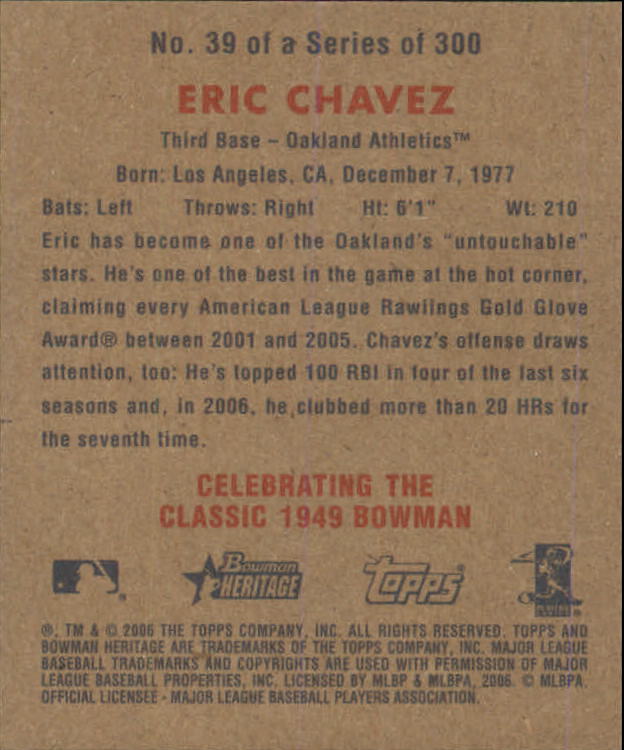 No. 39 of a Series of 300
ERIC CHAVEZ
Third Base – Oakland Athletics™
Born: Los Angeles, CA, December 7, 1977
Bats: Left Throws: Right Ht: 6'1" Wt: 210
Eric has become one of the Oakland's "untouchable"
stars. He's one of the best in the game at the hot corner,
claiming every American League Rawlings Gold Glove
Award® between 2001 and 2005. Chavez's offense draws
attention, too: He's topped 100 RBI in four of the last six
seasons and, in 2006, he clubbed more than 20 HRs for
the seventh time.
CELEBRATING THE
CLASSIC 1949 BOWMAN
Bowman
HERITAGE
Topps
®, TM & © 2006 THE TOPPS COMPANY, INC. ALL RIGHTS RESERVED. TOPPS AND
BOWMAN HERITAGE ARE TRADEMARKS OF THE TOPPS COMPANY, INC. MAJOR LEAGUE
BASEBALL TRADEMARKS AND COPYRIGHTS ARE USED WITH PERMISSION OF MAJOR
LEAGUE BASEBALL PROPERTIES, INC. LICENSED BY MLBP & MLBPA, 2006. © MLBPA.
OFFICIAL LICENSEE - MAJOR LEAGUE BASEBALL PLAYERS ASSOCIATION.